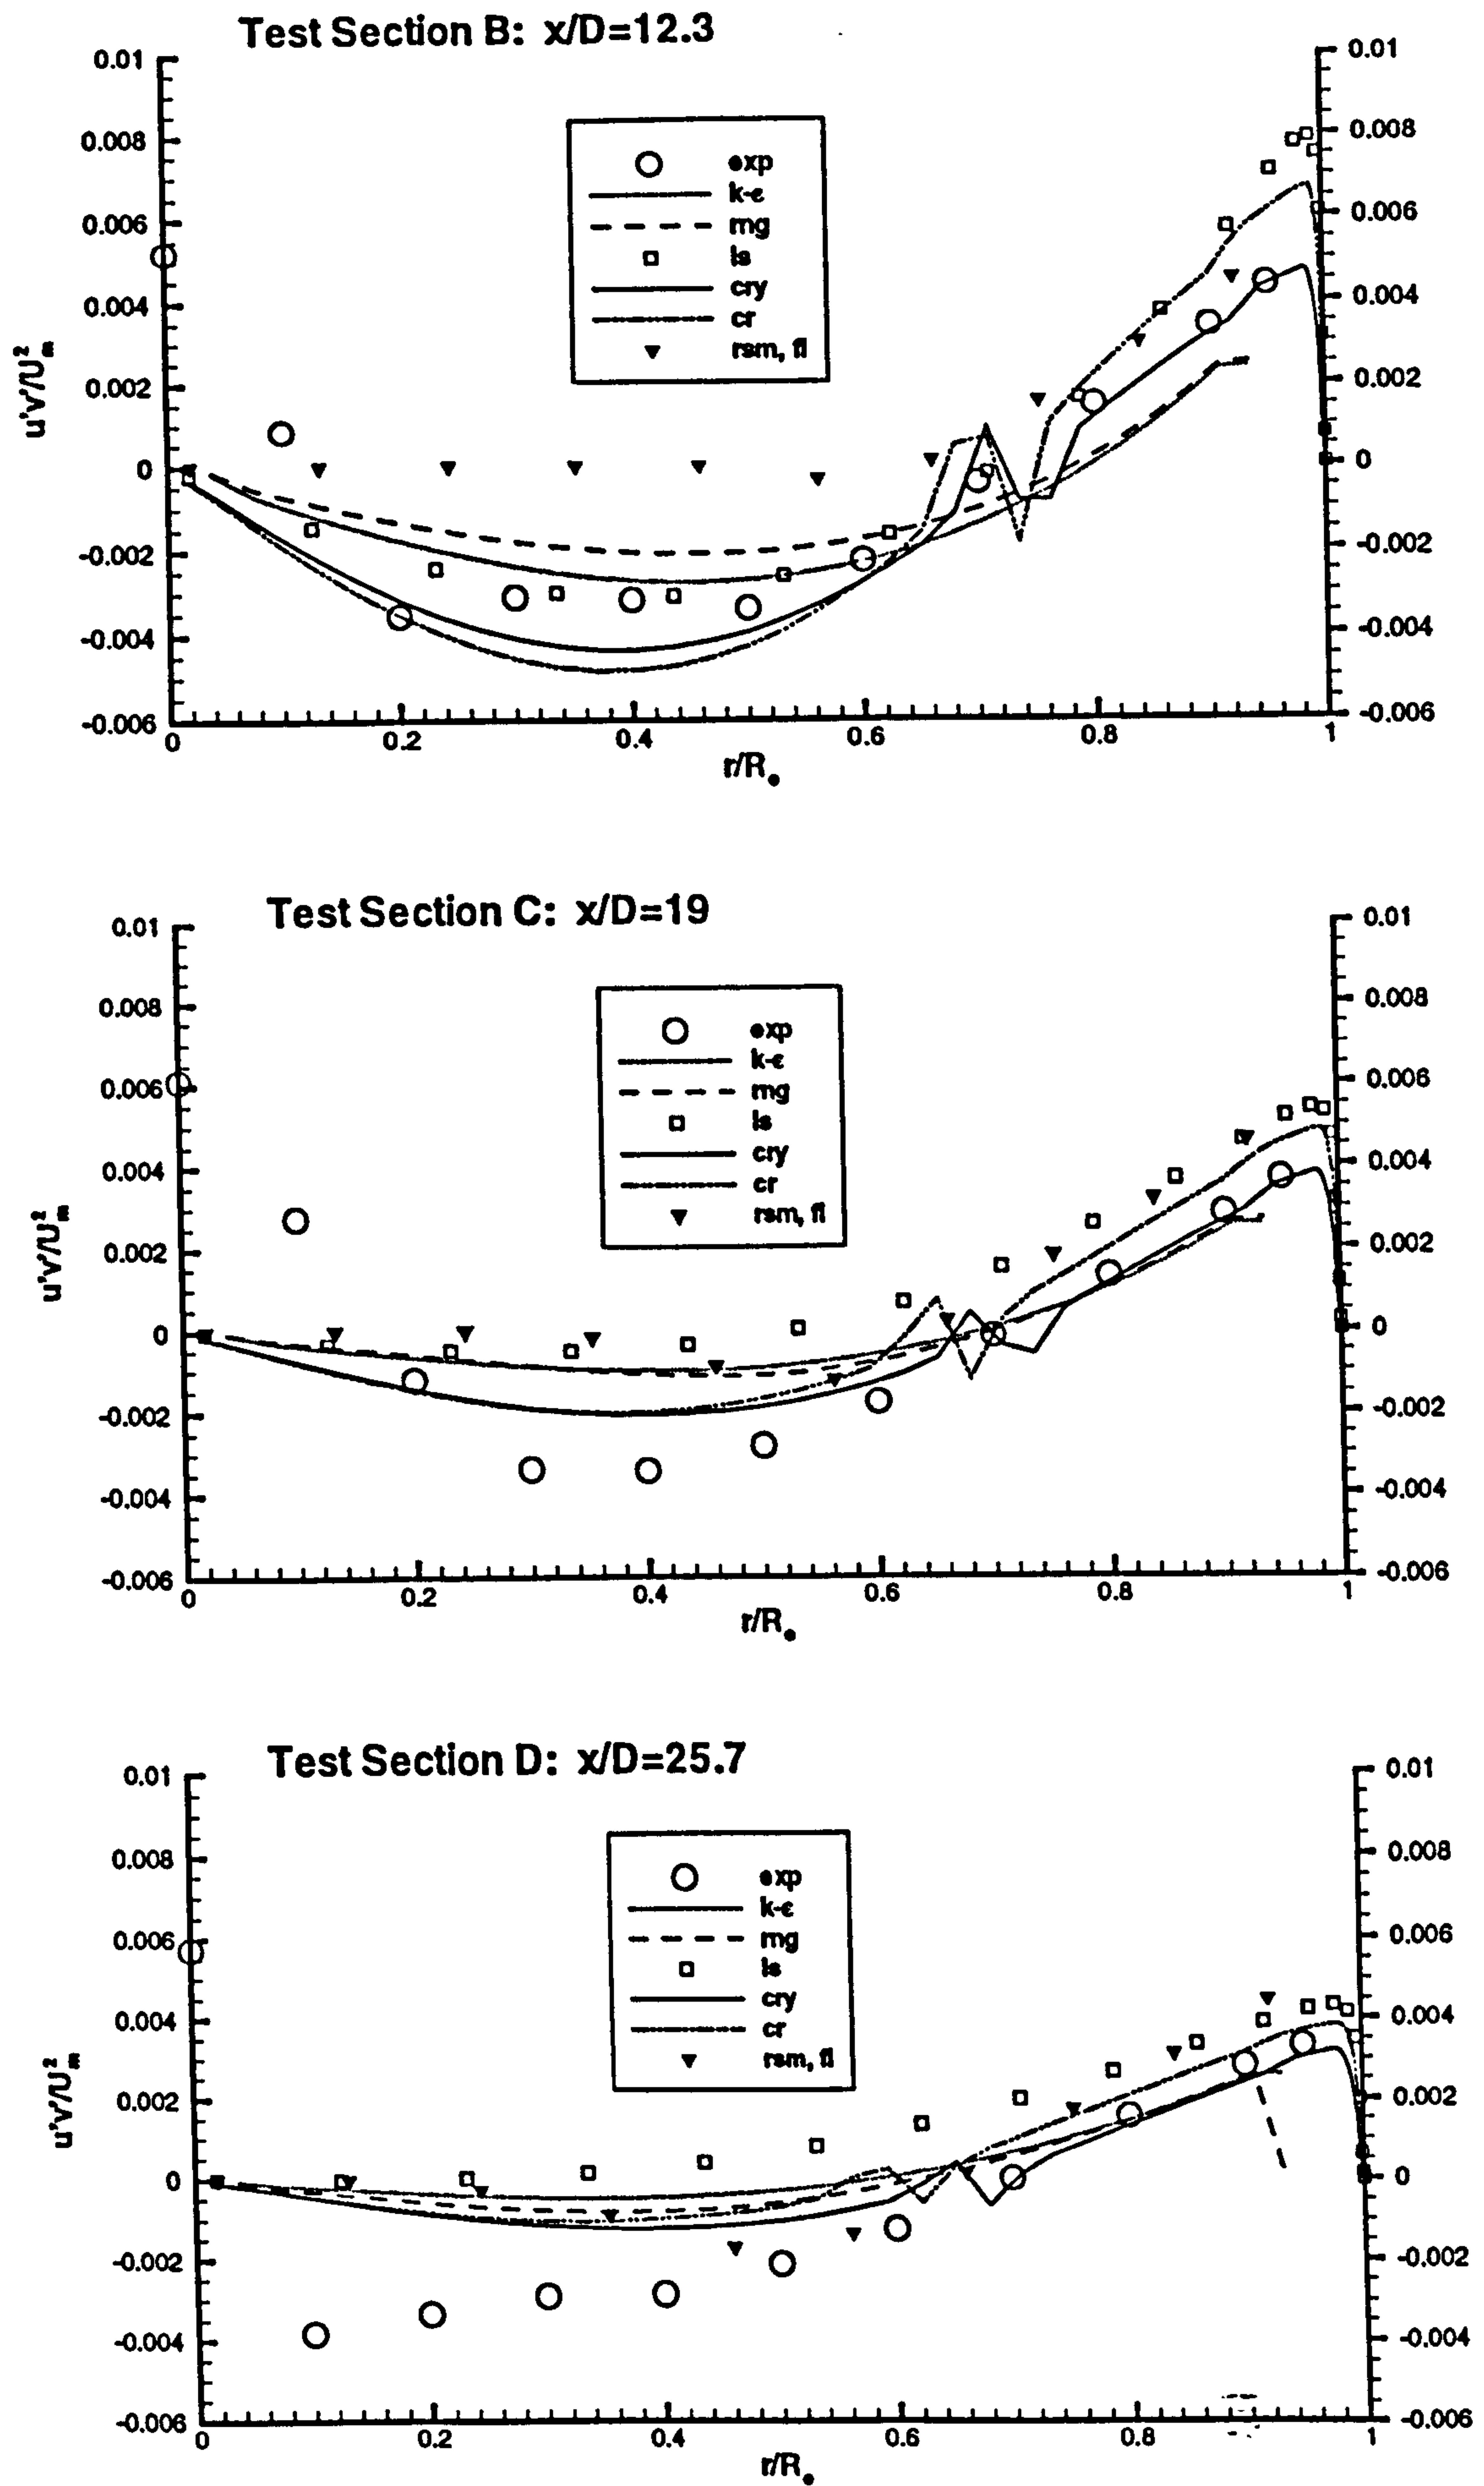 Test Section B: x/D=12.3
0.01
0.008
0.006
0.004
0.002
0
-0.002
-0.004
-0.006
u'v'/U²m
exp
k-ϵ
rng
ls
cry
cr
rsm, fl
0.01
0.008
0.006
0.004
0.002
0
-0.002
-0.004
-0.006
0 0.2 0.4 0.6 0.8 1
r/R
Test Section C: x/D=19
0.01
0.008
0.006
0.004
0.002
0
-0.002
-0.004
-0.006
u'v'/U²m
exp
k-ϵ
rng
ls
cry
cr
rsm, fl
0.01
0.008
0.006
0.004
0.002
0
-0.002
-0.004
-0.006
0 0.2 0.4 0.6 0.8 1
r/R
Test Section D: x/D=25.7
0.01
0.008
0.006
0.004
0.002
0
-0.002
-0.004
-0.006
u'v'/U²m
exp
k-ϵ
rng
ls
cry
cr
rsm, fl
0.01
0.008
0.006
0.004
0.002
0
-0.002
-0.004
-0.006
0 0.2 0.4 0.6 0.8 1
r/R